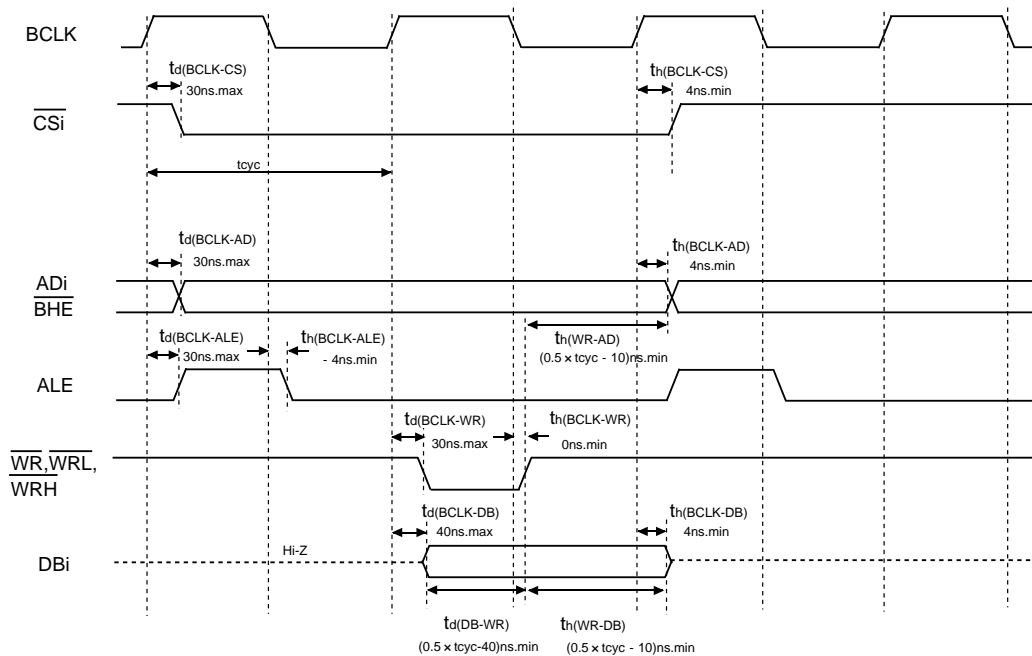 BCLK
td(BCLK-CS)
30ns.max
th(BCLK-CS)
4ns.min
CSi
tcyc
td(BCLK-AD)
30ns.max
th(BCLK-AD)
4ns.min
ADi
BHE
td(BCLK-ALE)
30ns.max
th(BCLK-ALE)
- 4ns.min
th(WR-AD)
(0.5 × tcyc - 10)ns.min
ALE
td(BCLK-WR)
30ns.max
th(BCLK-WR)
0ns.min
WR,WRL,
WRH
td(BCLK-DB)
40ns.max
th(BCLK-DB)
4ns.min
Hi-Z
DBi
td(DB-WR)
(0.5 × tcyc-40)ns.min
th(WR-DB)
(0.5 × tcyc - 10)ns.min